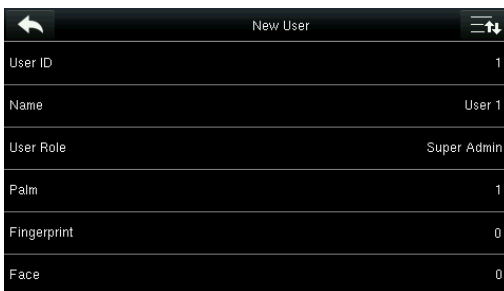 New User
User ID 1
Name User 1
User Role Super Admin
Palm 1
Fingerprint 0
Face 0